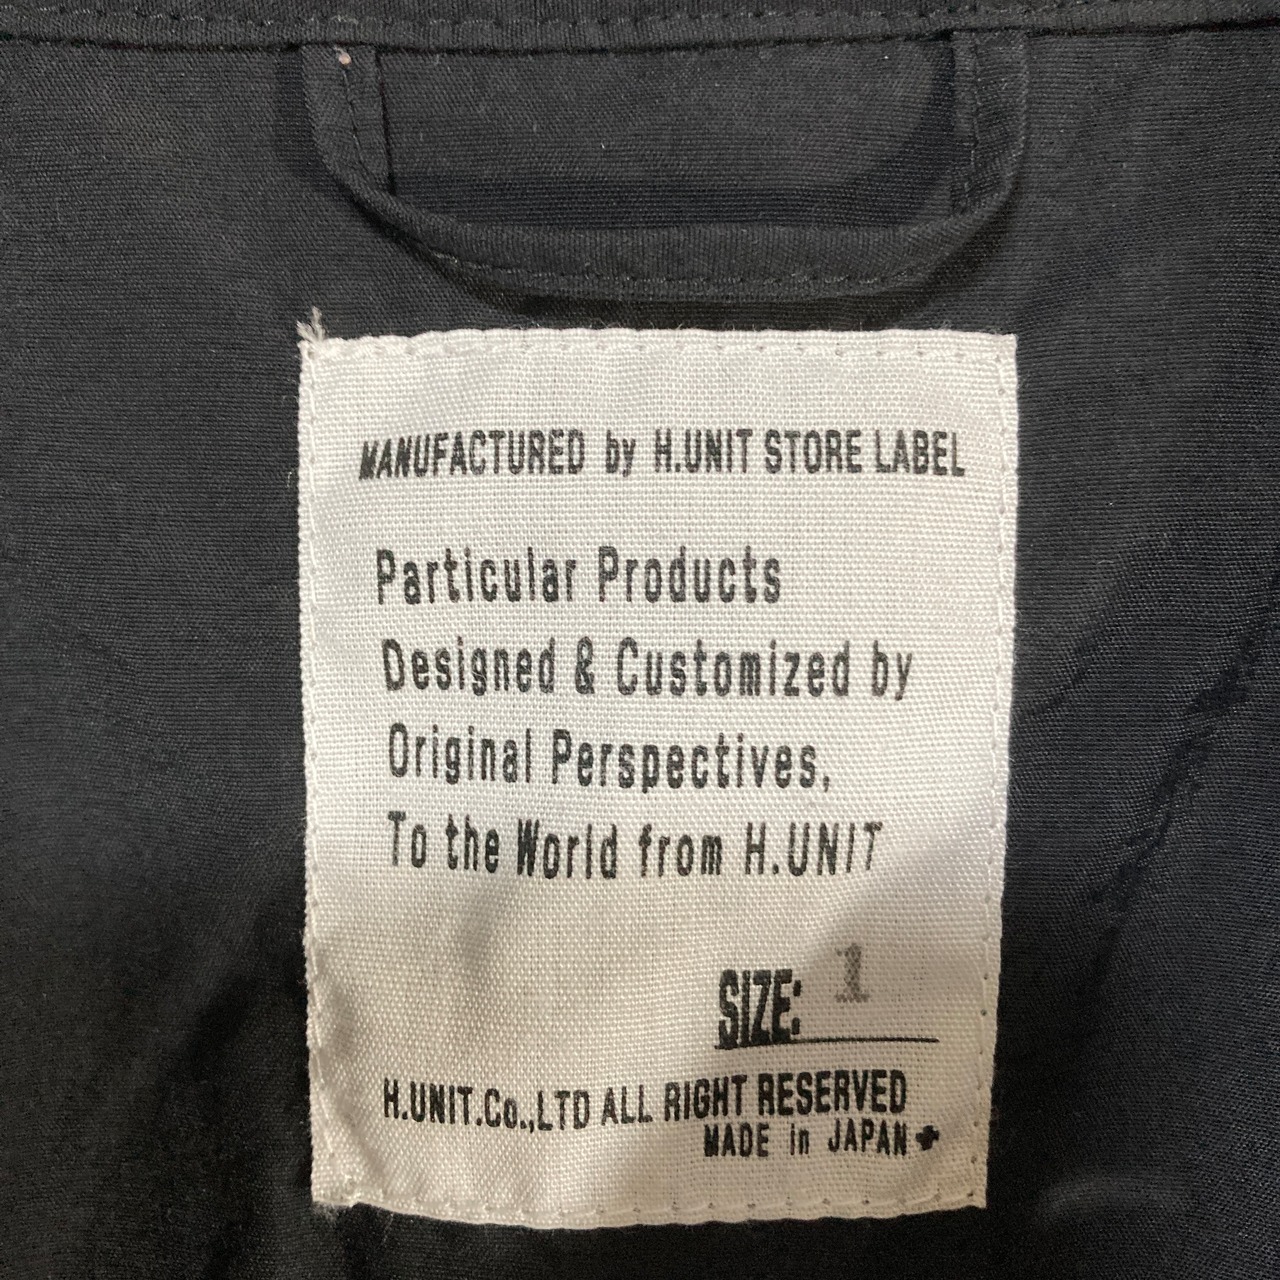 MANUFACTURED by H.UNIT STORE LABEL
Particular Products
Designed & Customized by
Original Perspectives,
To the World from H.UNIT
SIZE: 1
H.UNIT.Co.,LTD ALL RIGHT RESERVED
MADE in JAPAN